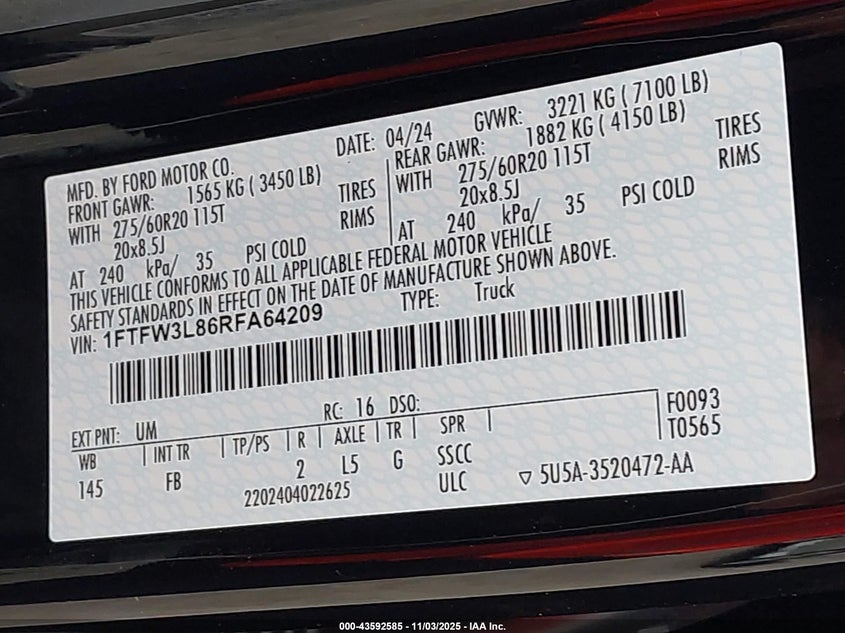 MFD. BY FORD MOTOR CO.
DATE: 04/24
GVWR: 3221 KG ( 7100 LB)
FRONT GAWR: 1565 KG ( 3450 LB)
REAR GAWR: 1882 KG ( 4150 LB)
WITH 275/60R20 115T TIRES
WITH 275/60R20 115T TIRES
20x8.5J RIMS
20x8.5J RIMS
AT 240 kPa/ 35 PSI COLD
AT 240 kPa/ 35 PSI COLD
THIS VEHICLE CONFORMS TO ALL APPLICABLE FEDERAL MOTOR VEHICLE
SAFETY STANDARDS IN EFFECT ON THE DATE OF MANUFACTURE SHOWN ABOVE.
VIN: 1FTFW3L86RFA64209
TYPE: Truck
EXT PNT: UM RC: 16 DSO: F0093
WB INT TR TP/PS R AXLE TR SPR T0565
145 FB 2 L5 G SSCC
2202404022625 ULC ▽ 5U5A-3520472-AA
000-43592585 - 11/03/2025 - IAA Inc.